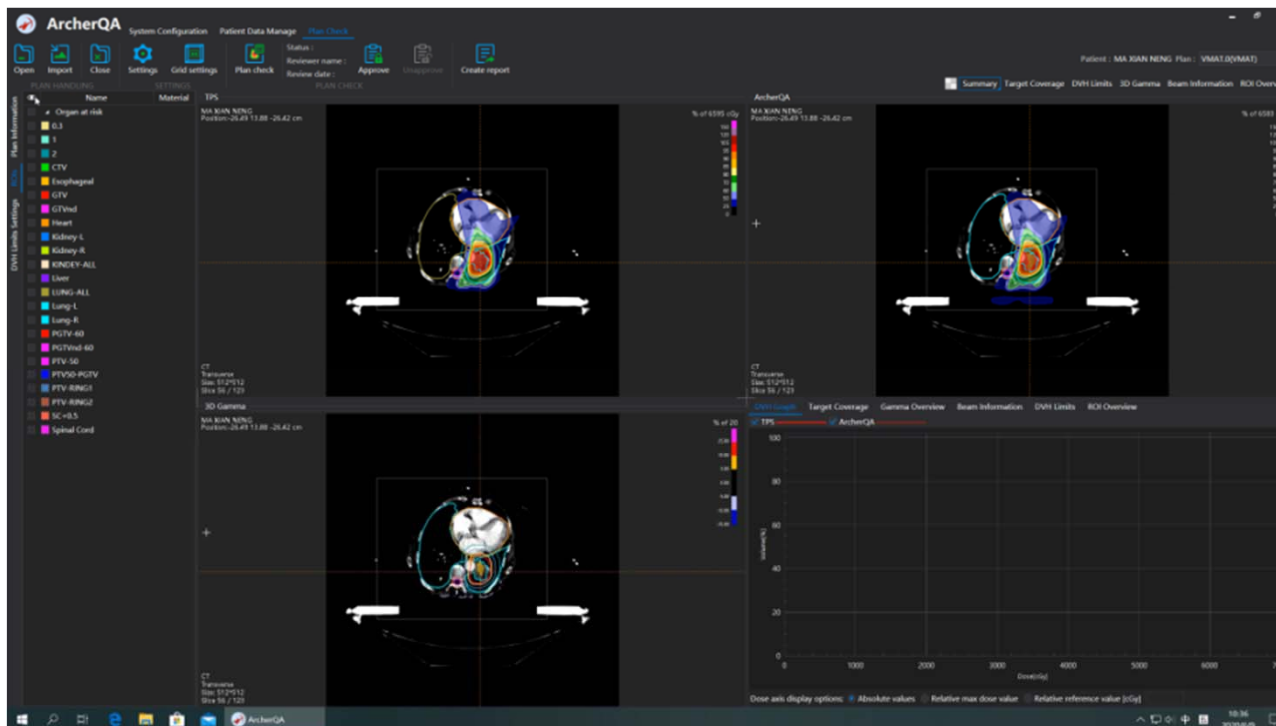 ArcherQA
System Configuration Patient Data Manage Plan Check
Status :
Reviewer name :
Review date :
Open Import Close Settings Grid settings Plan check Approve Unapprove Create report
PLAN HANDLING SETTINGS PLAN CHECK
Patient : MA XIAN NENG Plan : VMAT.0(VMAT)
Summary Target Coverage DVH Limits 3D Gamma Beam Information ROI Over
Plan Information
ROIs
DVH Limits Settings
Name Material
Organ at risk
0.3
1
2
CTV
Esophageal
GTV
GTVnd
Heart
Kidney-L
Kidney-R
KINDEY-ALL
Liver
LUNG-ALL
Lung-L
Lung-R
PGTV-60
PGTVnd-60
PTV-50
PTV50-PGTV
PTV-RING1
PTV-RING2
SC+0.5
Spinal Cord
TPS
MA XIAN NENG
Position:-26.49 13.88 -26.42 cm
% of 6595 cGy
CT
Transverse
Size: 512*512
Slice 56 / 123
ArcherQA
MA XIAN NENG
Position:-26.49 13.88 -26.42 cm
% of 6583
CT
Transverse
Size: 512*512
Slice 56 / 123
3D Gamma
MA XIAN NENG
Position:-26.49 13.88 -26.42 cm
% of 20
CT
Transverse
Size: 512*512
Slice 56 / 123
DVH Graph Target Coverage Gamma Overview Beam Information DVH Limits ROI Overview
TPS ArcherQA
100
80
60
40
20
0
Volume[%]
0 1000 2000 3000 4000 5000 6000
Dose[cGy]
Dose axis display options: Absolute values Relative max dose value Relative reference value [cGy]
ArcherQA
中
10:36